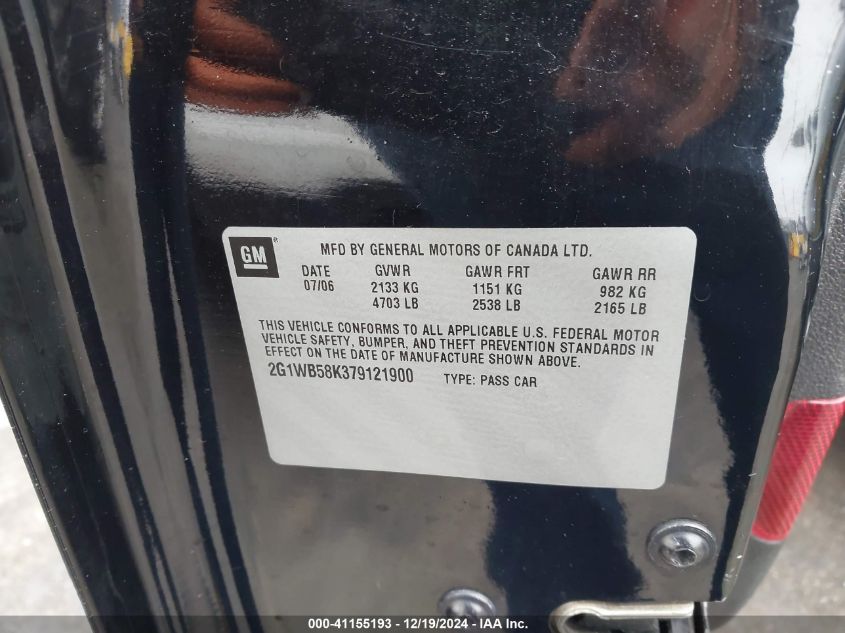 GM ® MFD BY GENERAL MOTORS OF CANADA LTD.
DATE GVWR GAWR FRT GAWR RR
07/06 2133 KG 1151 KG 982 KG
4703 LB 2538 LB 2165 LB
THIS VEHICLE CONFORMS TO ALL APPLICABLE U.S. FEDERAL MOTOR
VEHICLE SAFETY, BUMPER, AND THEFT PREVENTION STANDARDS IN
EFFECT ON THE DATE OF MANUFACTURE SHOWN ABOVE.
2G1WB58K379121900 TYPE: PASS CAR
000-41155193 - 12/19/2024 - IAA Inc.